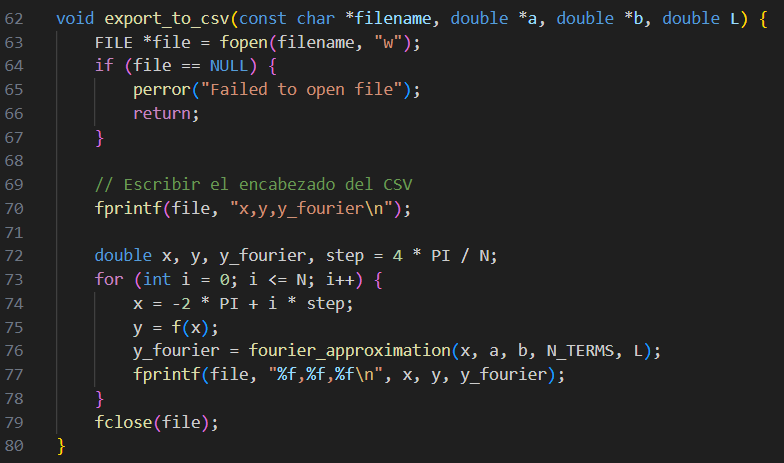 62 void export_to_csv(const char *filename, double *a, double *b, double L) {
63 FILE *file = fopen(filename, "w");
64 if (file == NULL) {
65 perror("Failed to open file");
66 return;
67 }
68
69 // Escribir el encabezado del CSV
70 fprintf(file, "x,y,y_fourier\n");
71
72 double x, y, y_fourier, step = 4 * PI / N;
73 for (int i = 0; i <= N; i++) {
74 x = -2 * PI + i * step;
75 y = f(x);
76 y_fourier = fourier_approximation(x, a, b, N_TERMS, L);
77 fprintf(file, "%f,%f,%f\n", x, y, y_fourier);
78 }
79 fclose(file);
80 }